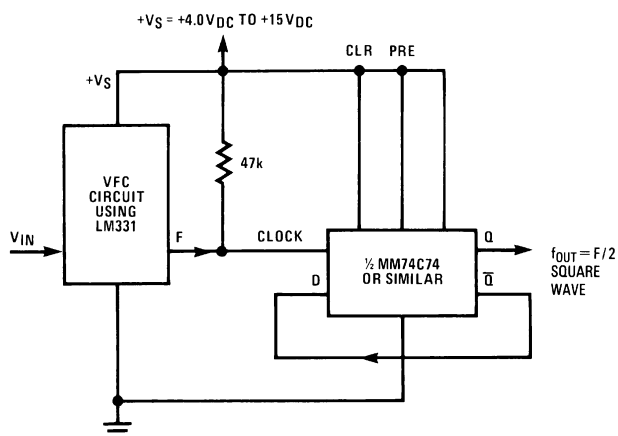 +VS = +4.0VDC TO +15VDC
CLR PRE
+VS
47k
VFC
CIRCUIT
USING
LM331
VIN
F
CLOCK
Q
½ MM74C74
OR SIMILAR
D
Q̅
fOUT = F/2
SQUARE
WAVE